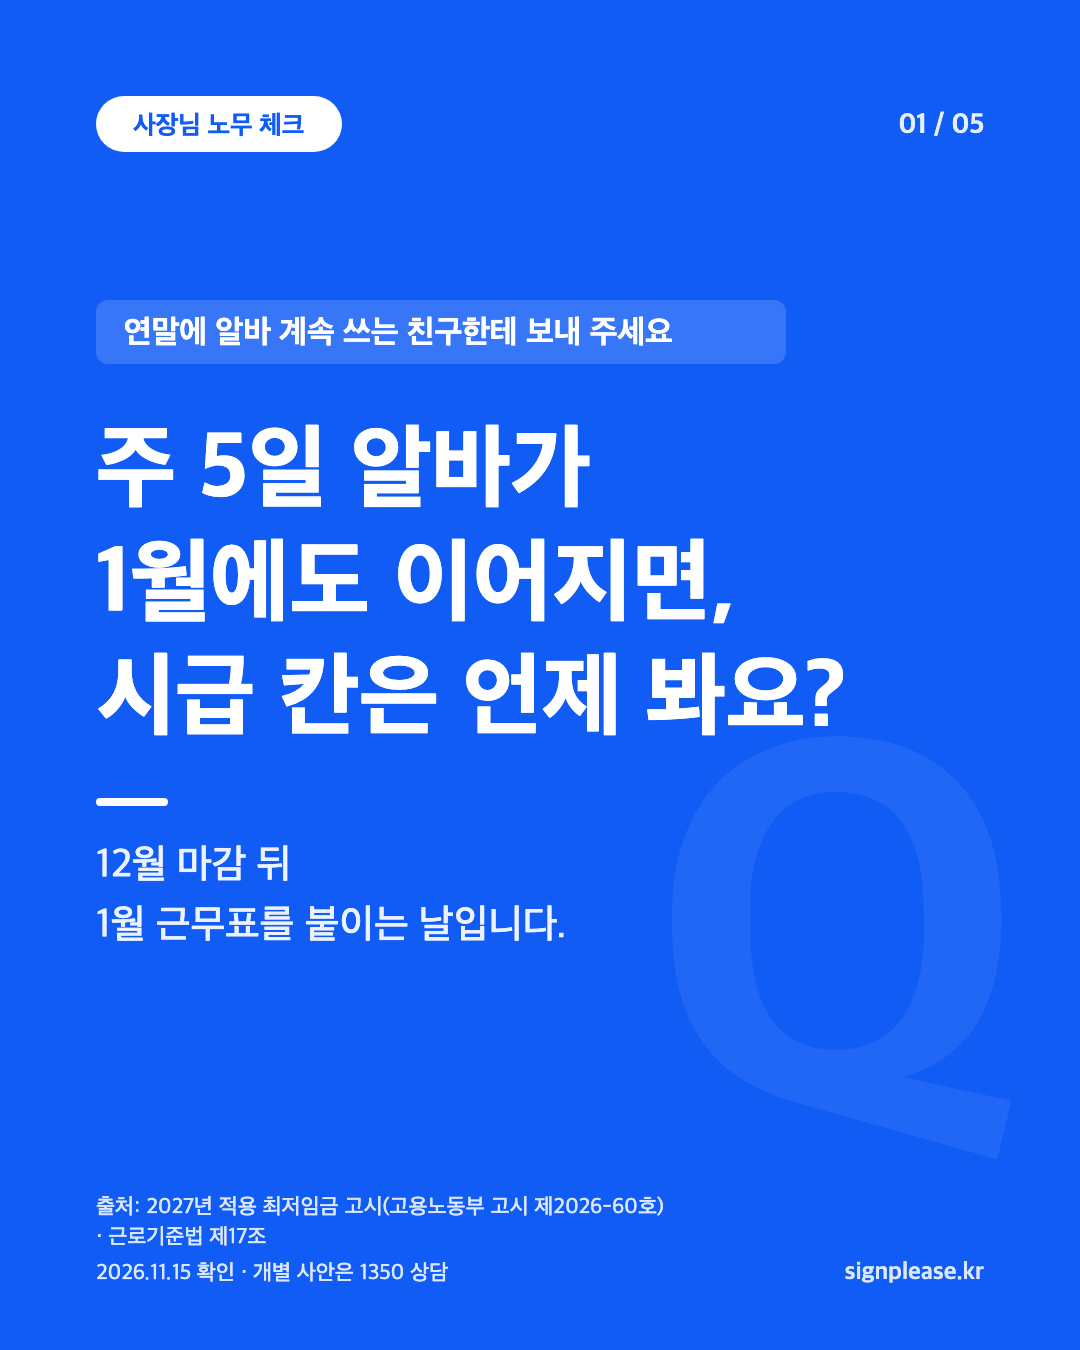 사장님 노무 체크
01 / 05
연말에 알바 계속 쓰는 친구한테 보내 주세요
주 5일 알바가
1월에도 이어지면,
시급 칸은 언제 봐요?
12월 마감 뒤
1월 근무표를 붙이는 날입니다.
Q
출처: 2027년 적용 최저임금 고시(고용노동부 고시 제2026-60호)
· 근로기준법 제17조
2026.11.15 확인 · 개별 사안은 1350 상담
signplease.kr